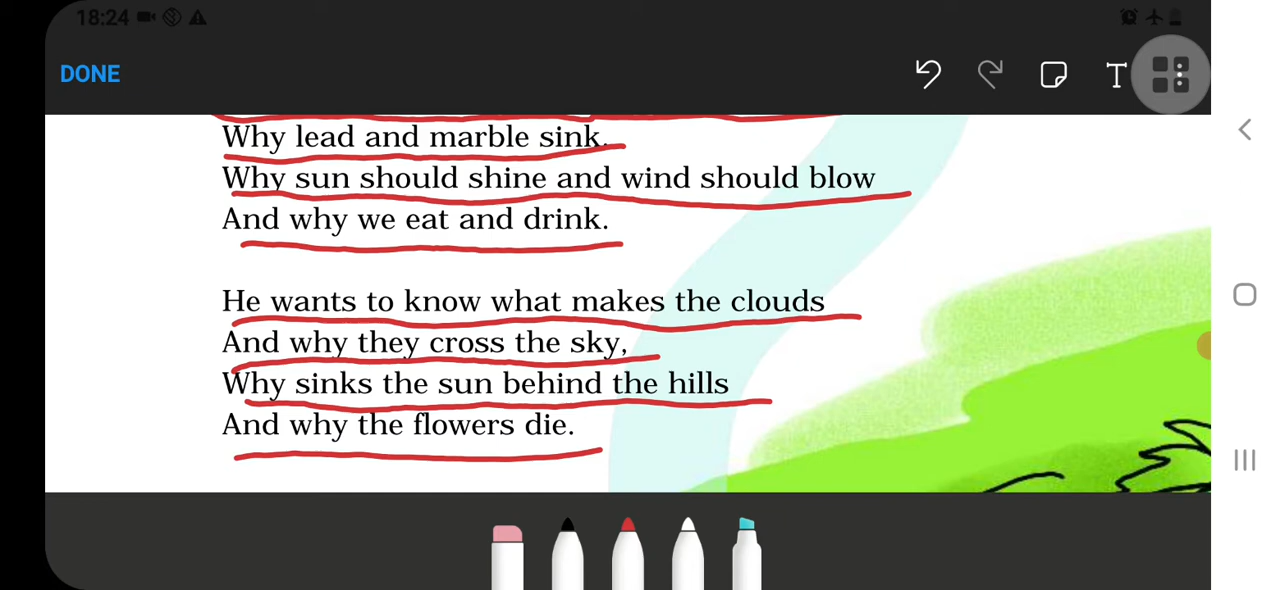 18:24
DONE
T
Why lead and marble sink.
Why sun should shine and wind should blow
And why we eat and drink.
He wants to know what makes the clouds
And why they cross the sky,
Why sinks the sun behind the hills
And why the flowers die.